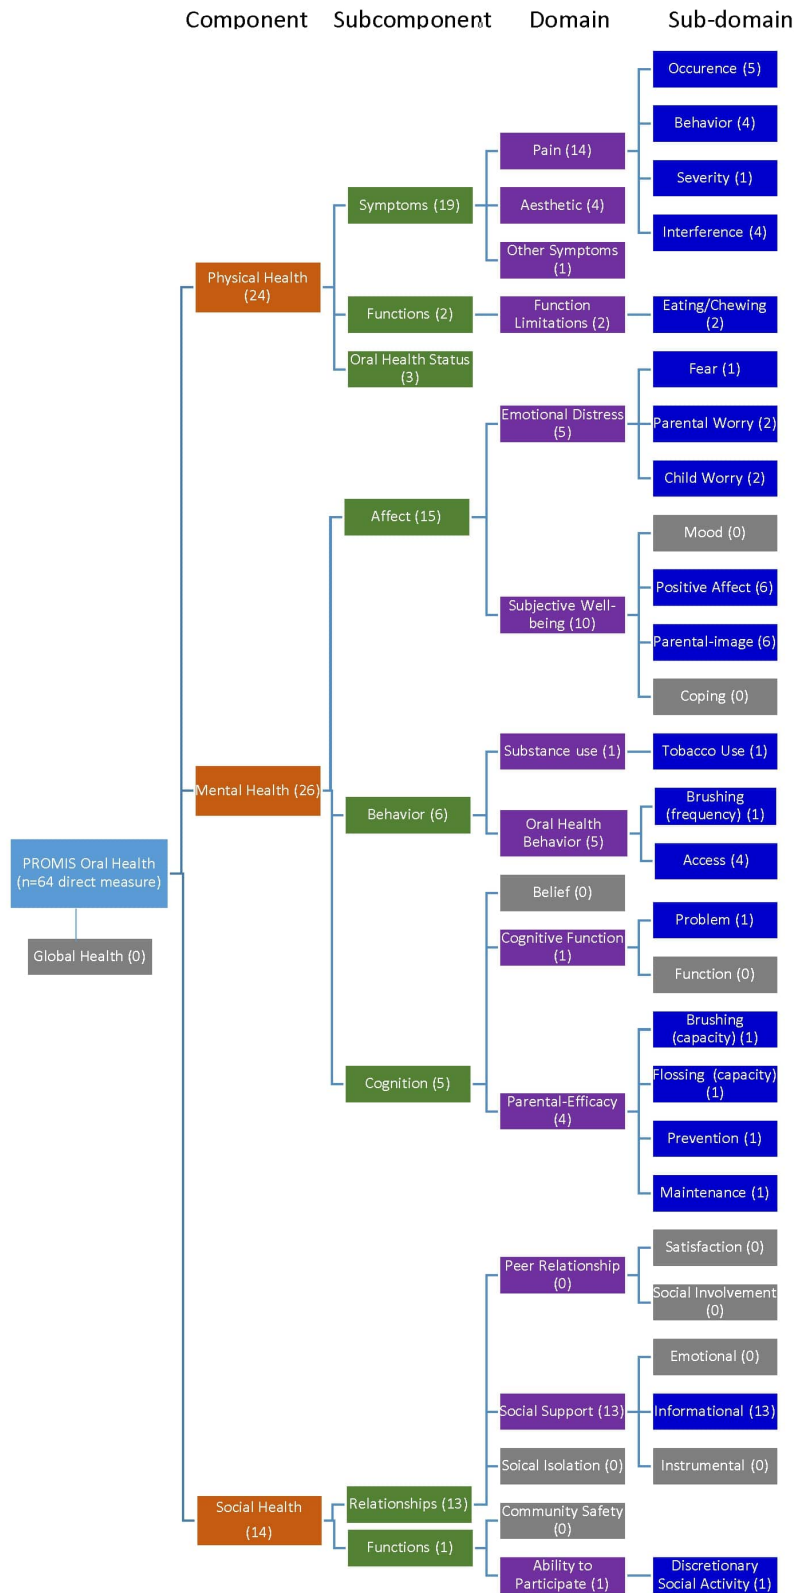 Component
Subcomponent
Domain
Sub-domain
Occurence (5)
Behavior (4)
Pain (14)
Severity (1)
Symptoms (19)
Aesthetic (4)
Interference (4)
Other Symptoms
(1)
Physical Health
(24)
Functions (2)
Function
Limitations (2)
Eating/Chewing
(2)
Oral Health Status
(3)
Fear (1)
Emotional Distress
(5)
Parental Worry (2)
Child Worry (2)
Affect (15)
Mood (0)
Positive Affect (6)
Subjective Well-
being (10)
Parental-image (6)
Coping (0)
Substance use (1)
Tobacco Use (1)
Mental Health (26)
Behavior (6)
Brushing
(frequency) (1)
Oral Health
Behavior (5)
Access (4)
PROMIS Oral Health
(n=64 direct measure)
Belief (0)
Problem (1)
Global Health (0)
Cognitive Function
(1)
Function (0)
Brushing
(capacity) (1)
Cognition (5)
Flossing (capacity)
(1)
Parental-Efficacy
(4)
Prevention (1)
Maintenance (1)
Satisfaction (0)
Peer Relationship
(0)
Social Involvement
(0)
Emotional (0)
Social Support (13)
Informational (13)
Soical Isolation (0)
Instrumental (0)
Relationships (13)
Social Health
(14)
Community Safety
(0)
Functions (1)
Ability to
Participate (1)
Discretionary
Social Activity (1)